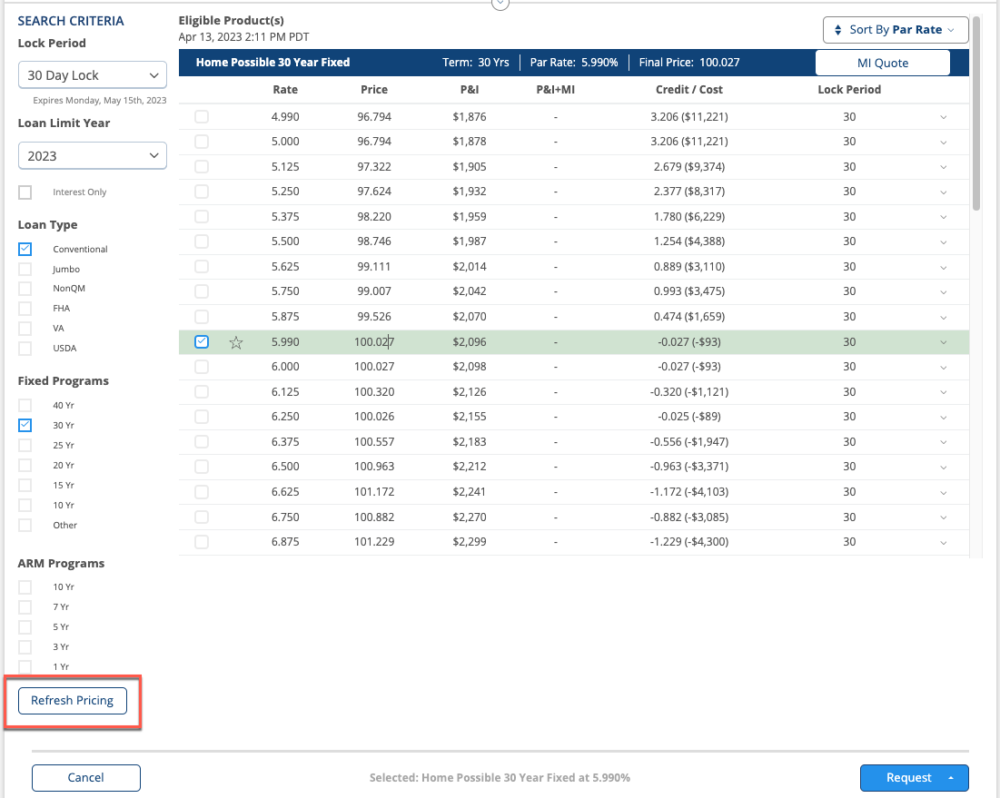 SEARCH CRITERIA
Lock Period
30 Day Lock
Expires Monday, May 15th, 2023
Loan Limit Year
2023
Interest Only
Loan Type
Conventional
Jumbo
NonQM
FHA
VA
USDA
Fixed Programs
40 Yr
30 Yr
25 Yr
20 Yr
15 Yr
10 Yr
Other
ARM Programs
10 Yr
7 Yr
5 Yr
3 Yr
1 Yr
Refresh Pricing
Eligible Product(s)
Apr 13, 2023 2:11 PM PDT
Sort By Par Rate
Home Possible 30 Year Fixed Term: 30 Yrs Par Rate: 5.990% Final Price: 100.027 MI Quote
Rate Price P&I P&I+MI Credit / Cost Lock Period
4.990 96.794 $1,876 - 3.206 ($11,221) 30
5.000 96.794 $1,878 - 3.206 ($11,221) 30
5.125 97.322 $1,905 - 2.679 ($9,374) 30
5.250 97.624 $1,932 - 2.377 ($8,317) 30
5.375 98.220 $1,959 - 1.780 ($6,229) 30
5.500 98.746 $1,987 - 1.254 ($4,388) 30
5.625 99.111 $2,014 - 0.889 ($3,110) 30
5.750 99.007 $2,042 - 0.993 ($3,475) 30
5.875 99.526 $2,070 - 0.474 ($1,659) 30
5.990 100.027 $2,096 - -0.027 (-$93) 30
6.000 100.027 $2,098 - -0.027 (-$93) 30
6.125 100.320 $2,126 - -0.320 (-$1,121) 30
6.250 100.026 $2,155 - -0.025 (-$89) 30
6.375 100.557 $2,183 - -0.556 (-$1,947) 30
6.500 100.963 $2,212 - -0.963 (-$3,371) 30
6.625 101.172 $2,241 - -1.172 (-$4,103) 30
6.750 100.882 $2,270 - -0.882 (-$3,085) 30
6.875 101.229 $2,299 - -1.229 (-$4,300) 30
Cancel
Selected: Home Possible 30 Year Fixed at 5.990%
Request